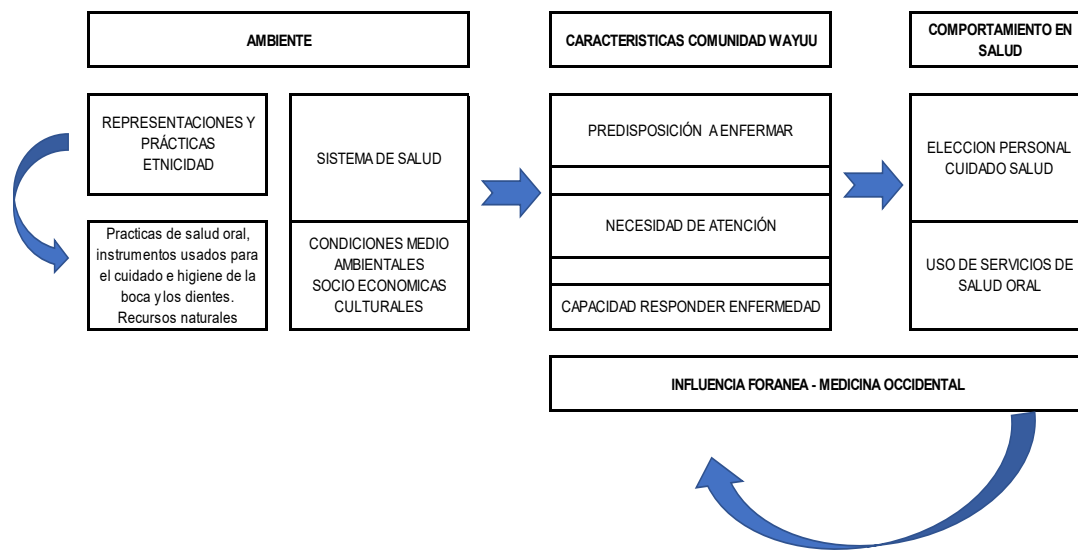 AMBIENTE
CARACTERISTICAS COMUNIDAD WAYUU
COMPORTAMIENTO EN
SALUD
REPRESENTACIONES Y
PRÁCTICAS
ETNICIDAD
Practicas de salud oral,
instrumentos usados para
el cuidado e higiene de la
boca y los dientes.
Recursos naturales
SISTEMA DE SALUD
CONDICIONES MEDIO
AMBIENTALES
SOCIO ECONOMICAS
CULTURALES
PREDISPOSICIÓN A ENFERMAR
NECESIDAD DE ATENCIÓN
CAPACIDAD RESPONDER ENFERMEDAD
ELECCION PERSONAL
CUIDADO SALUD
USO DE SERVICIOS DE
SALUD ORAL
INFLUENCIA FORANEA - MEDICINA OCCIDENTAL